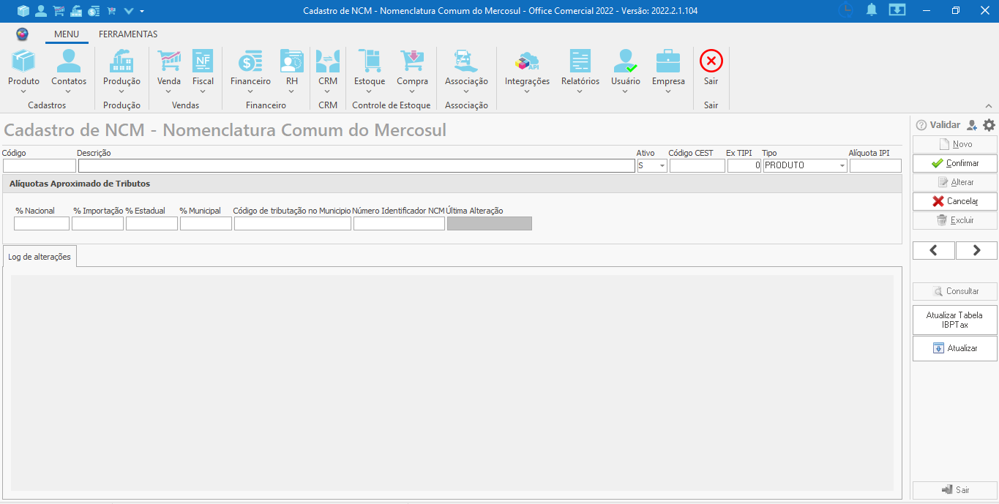 Cadastro de NCM - Nomenclatura Comum do Mercosul - Office Comercial 2022 - Versão: 2022.2.1.104
MENU FERRAMENTAS
NF
API
Produto Contatos Produção Venda Fiscal Financeiro RH CRM Estoque Compra Associação Integrações Relatórios Usuário Empresa Sair
Cadastros Produção Vendas Financeiro CRM Controle de Estoque Associação Sair
Cadastro de NCM - Nomenclatura Comum do Mercosul
Validar
Código Descrição Ativo Código CEST Ex TIPI Tipo Alíquota IPI
S 0 PRODUTO
Alíquotas Aproximado de Tributos
% Nacional % Importação % Estadual % Municipal Código de tributação no Municipio Número Identificador NCM Última Alteração
Log de alterações
Novo
Confirmar
Alterar
Cancelar
Excluir
Consultar
Atualizar Tabela
IBPTax
Atualizar
Sair